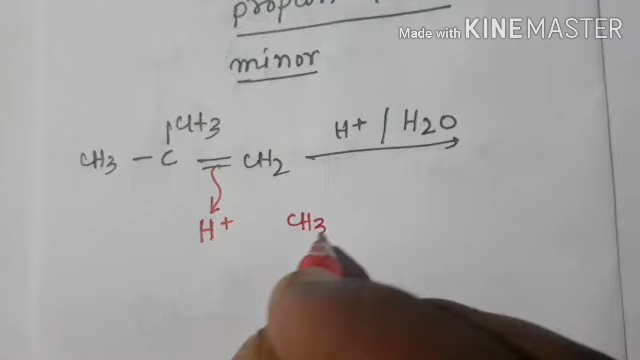 Made with KINEMASTER
minor
CH3
CH3 — C = CH2
H+ / H2O
H+
CH3